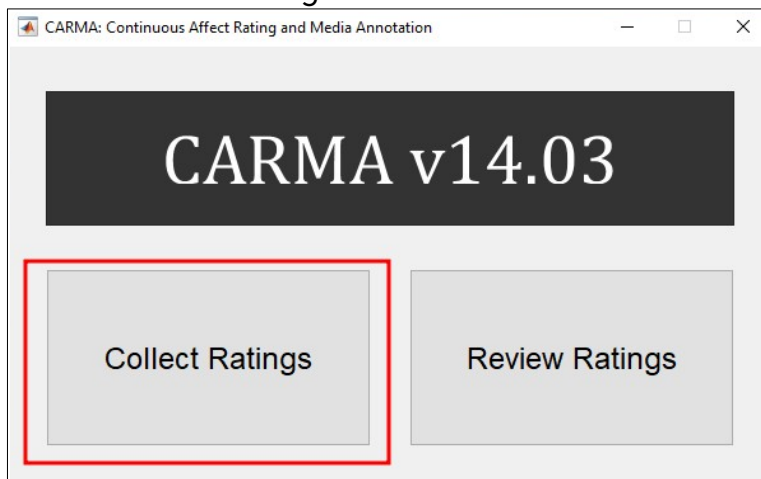 CARMA: Continuous Affect Rating and Media Annotation
CARMA v14.03
Collect Ratings
Review Ratings